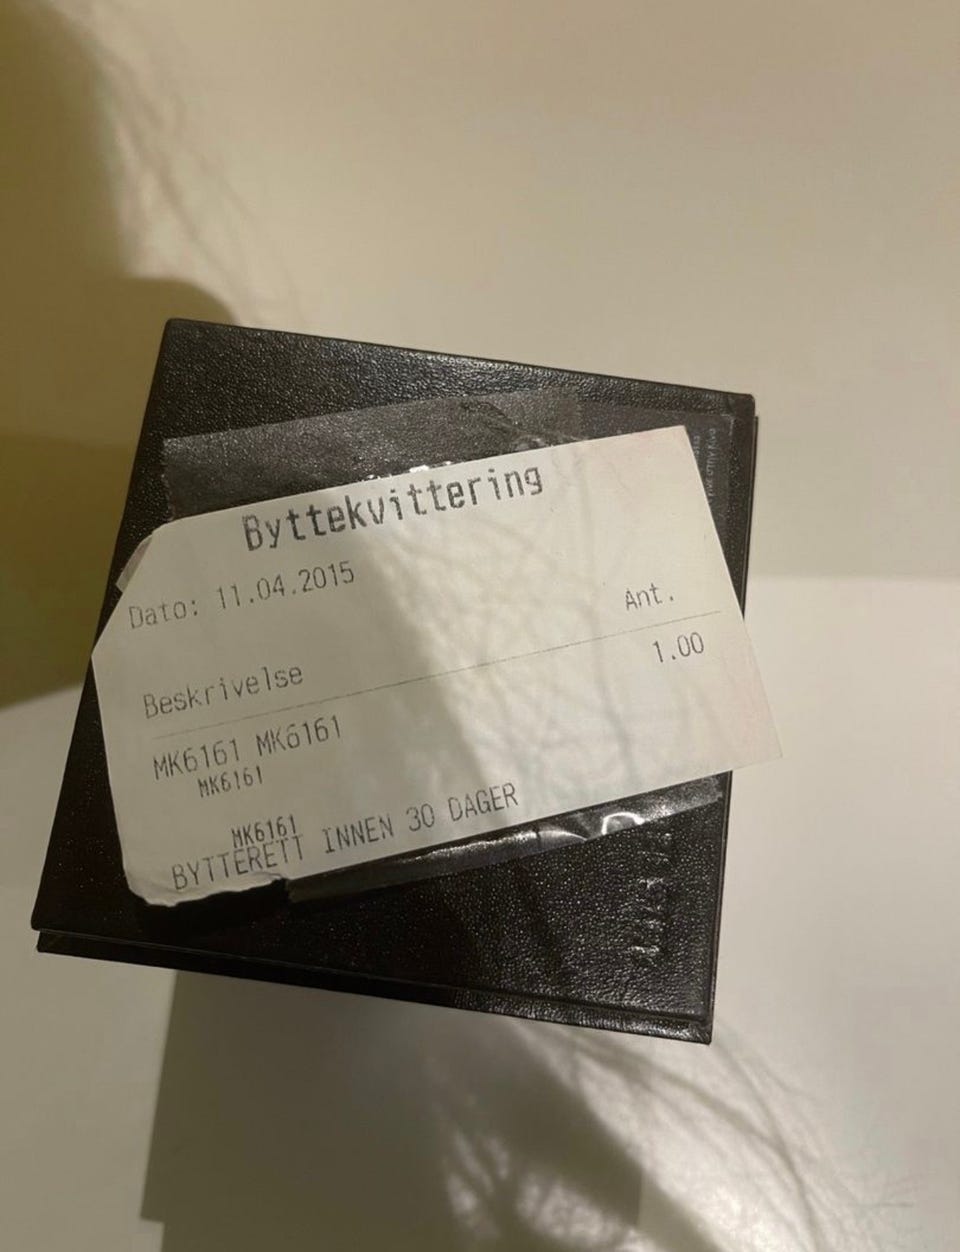 Byttekvittering
Dato: 11.04.2015
Ant.
Beskrivelse
1.00
MK6161 MK6161
MK6161
MK6161
BYTTERETT INNEN 30 DAGER